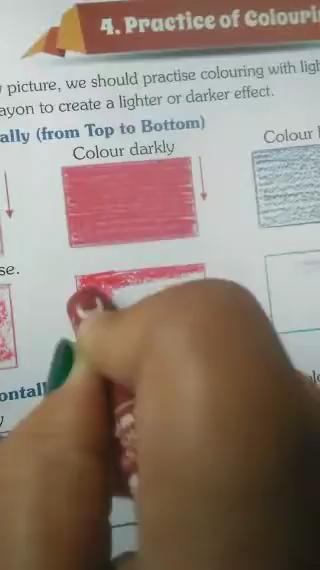 4. Practice of Colouri
picture, we should practise colouring with ligh
ayon to create a lighter or darker effect.
ally (from Top to Bottom)
Colour darkly
Colour
se.
ontall